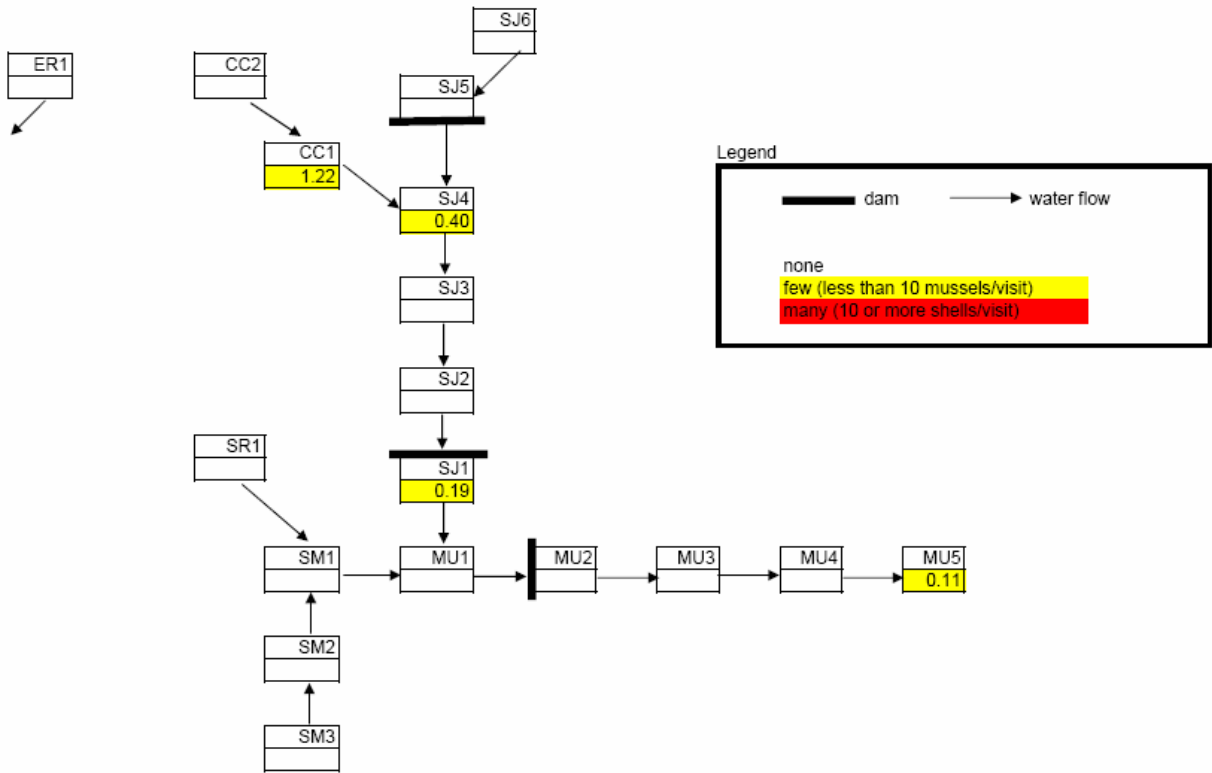 SJ6
ER1
CC2
SJ5
CC1
1.22
SJ4
0.40
SJ3
SJ2
SR1
SJ1
0.19
SM1
MU1
MU2
MU3
MU4
MU5
0.11
SM2
SM3
Legend
dam
water flow
none
few (less than 10 mussels/visit)
many (10 or more shells/visit)